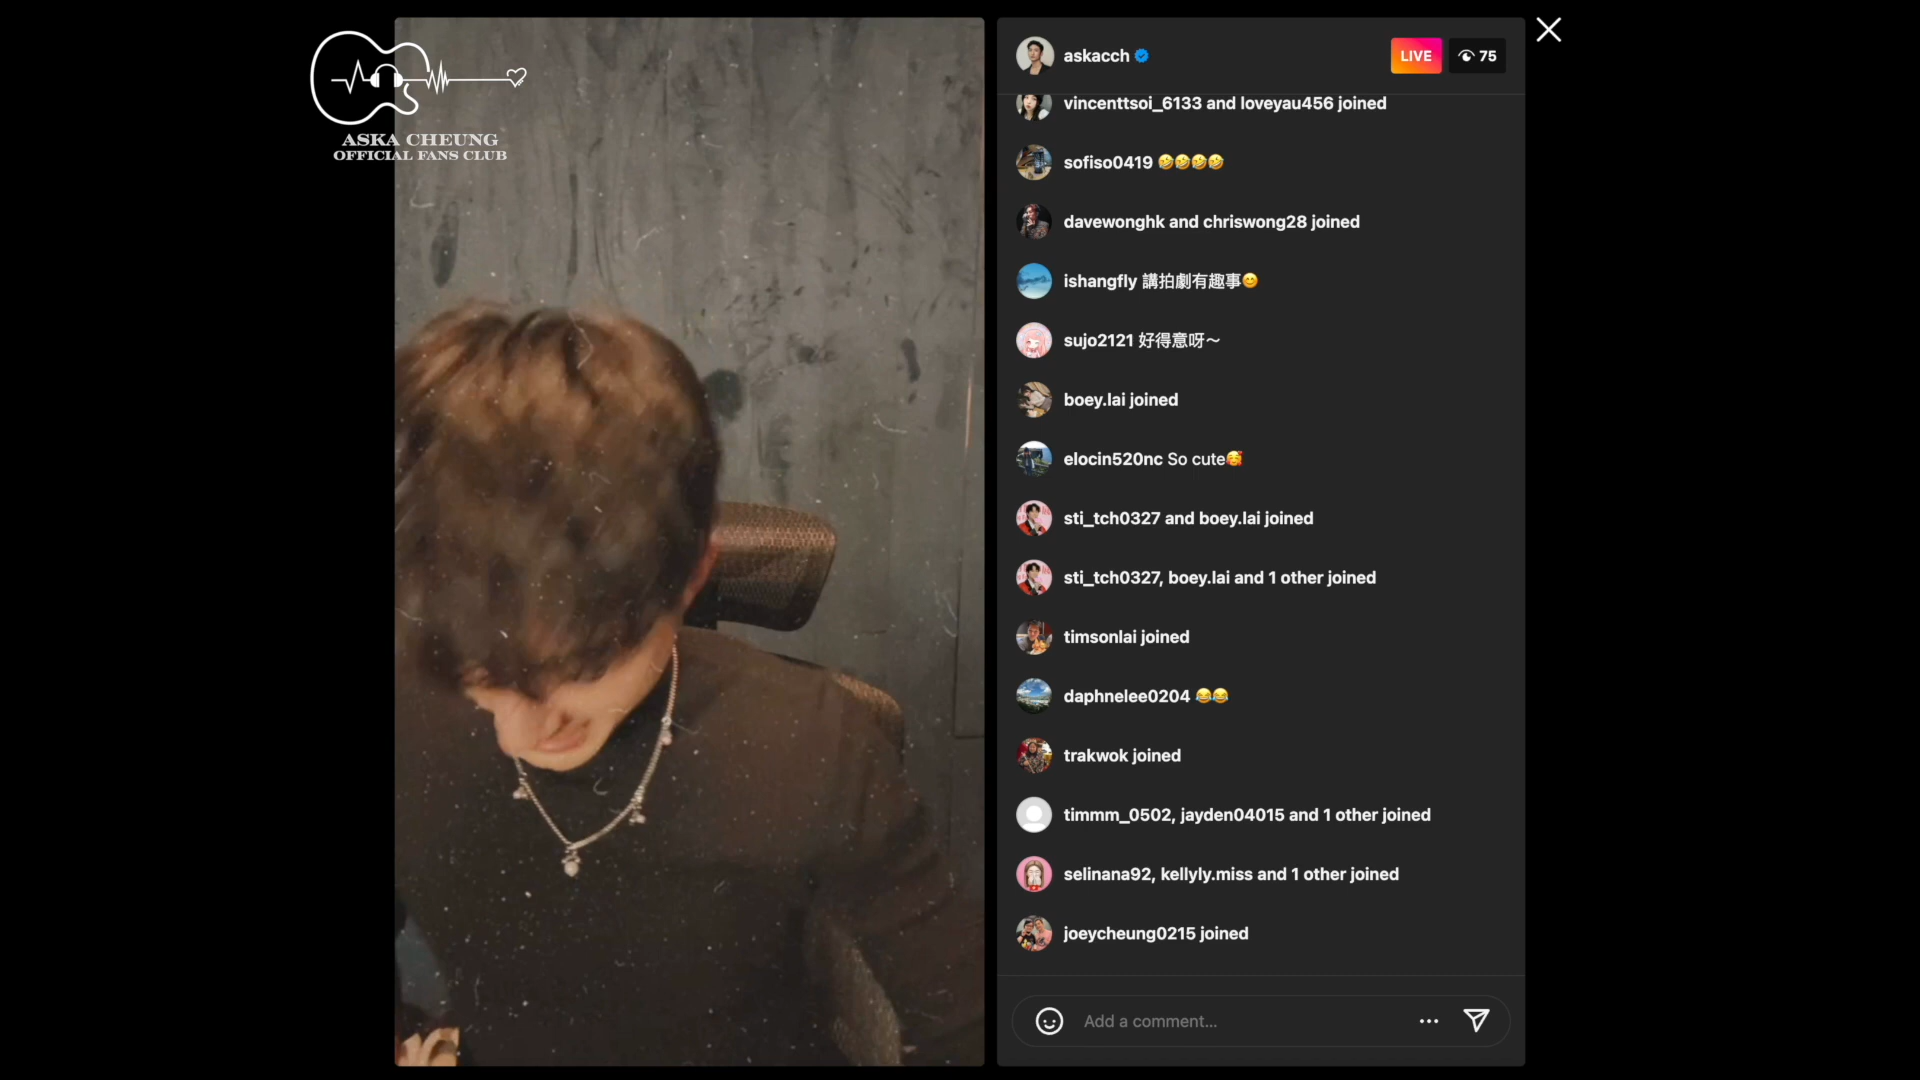 ASKA CHEUNG
OFFICIAL FANS CLUB
askacch
LIVE
75
vincenttsoi_6133 and loveyau456 joined
sofiso0419 🤣🤣🤣🤣
davewonghk and chriswong28 joined
ishangfly 講拍劇有趣事😊
sujo2121 好得意呀～
boey.lai joined
elocin520nc So cute🥰
sti_tch0327 and boey.lai joined
sti_tch0327, boey.lai and 1 other joined
timsonlai joined
daphnelee0204 😂😂
trakwok joined
timmm_0502, jayden04015 and 1 other joined
selinana92, kellyly.miss and 1 other joined
joeycheung0215 joined
Add a comment...